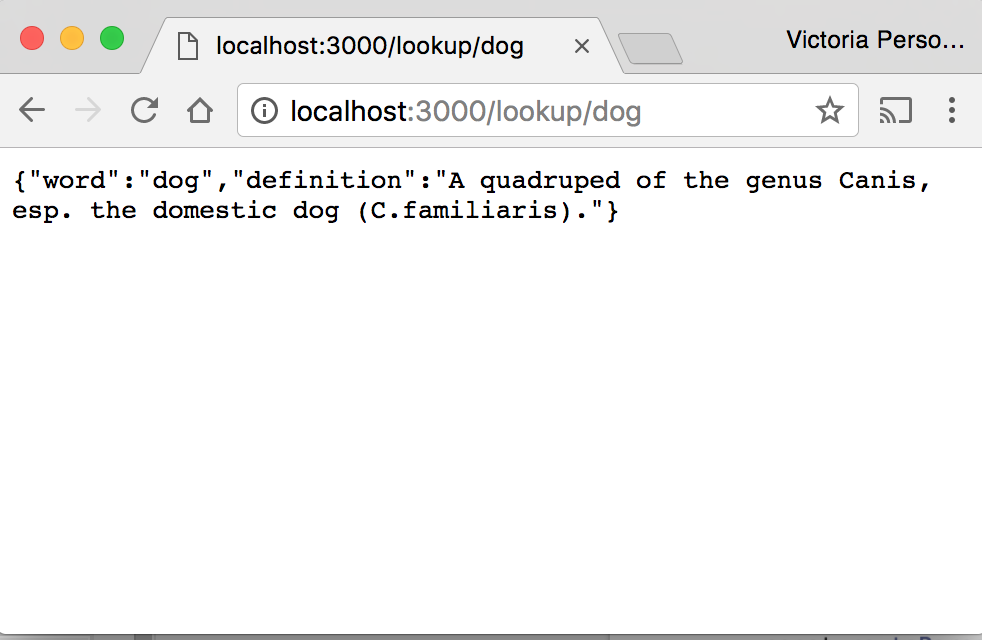 localhost:3000/lookup/dog
Victoria Perso...
localhost:3000/lookup/dog
{"word":"dog","definition":"A quadruped of the genus Canis,
esp. the domestic dog (C.familiaris)."}